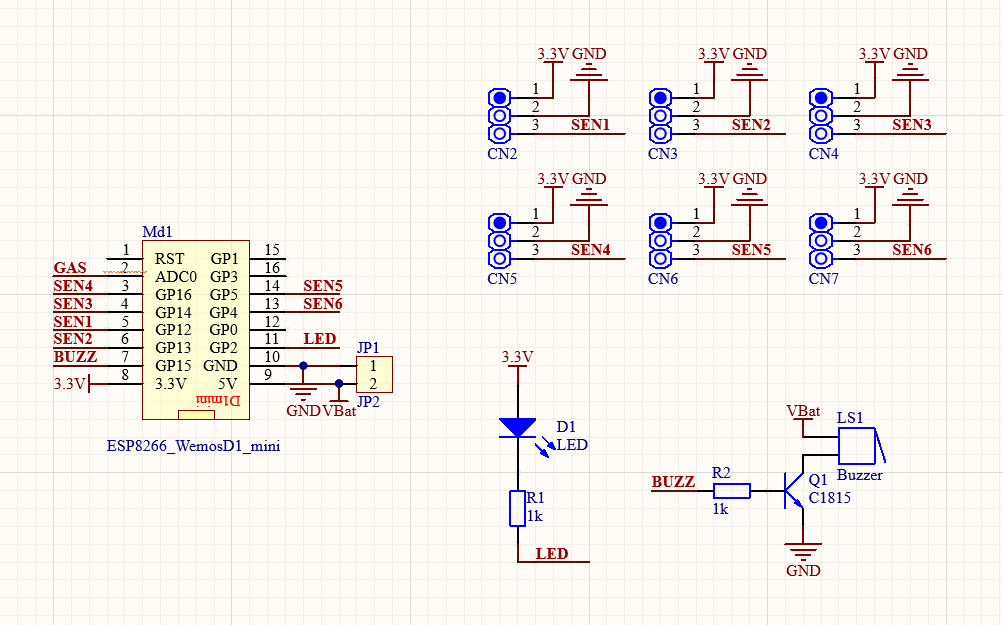 3.3V GND
1
2
3 SEN1
CN2
3.3V GND
1
2
3 SEN2
CN3
3.3V GND
1
2
3 SEN3
CN4
3.3V GND
1
2
3 SEN4
CN5
3.3V GND
1
2
3 SEN5
CN6
3.3V GND
1
2
3 SEN6
CN7
Md1
1 RST GP1 15
GAS 2 ADC0 GP3 16
SEN4 3 GP16 GP5 14 SEN5
SEN3 4 GP14 GP4 13 SEN6
SEN1 5 GP12 GP0 12
SEN2 6 GP13 GP2 11 LED
BUZZ 7 GP15 GND 10
3.3V 8 3.3V 5V 9
D1mini
ESP8266_WemosD1_mini
JP1
1
2
JP2
GND VBat
3.3V
D1
LED
R1
1k
LED
VBat
LS1
Buzzer
BUZZ
R2
1k
Q1
C1815
GND